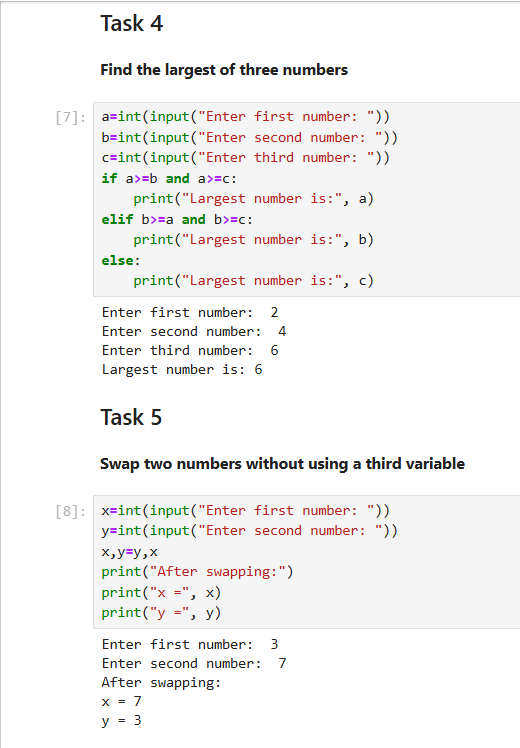 Task 4
Find the largest of three numbers
[7]: a=int(input("Enter first number: "))
b=int(input("Enter second number: "))
c=int(input("Enter third number: "))
if a>=b and a>=c:
    print("Largest number is:", a)
elif b>=a and b>=c:
    print("Largest number is:", b)
else:
    print("Largest number is:", c)
Enter first number:  2
Enter second number:  4
Enter third number:  6
Largest number is: 6
Task 5
Swap two numbers without using a third variable
[8]: x=int(input("Enter first number: "))
y=int(input("Enter second number: "))
x,y=y,x
print("After swapping:")
print("x =", x)
print("y =", y)
Enter first number:  3
Enter second number:  7
After swapping:
x = 7
y = 3